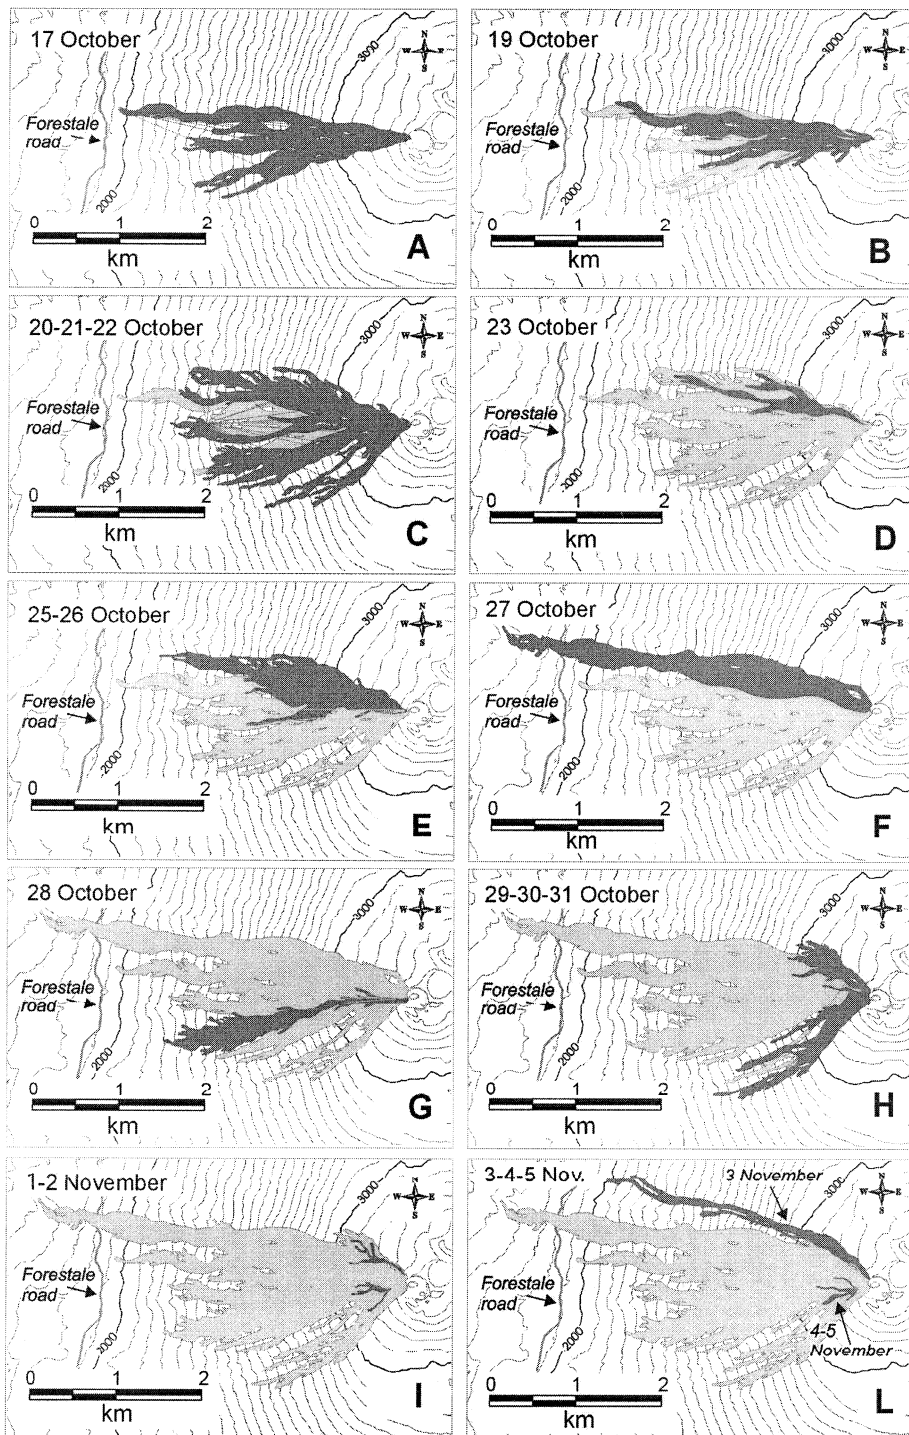 17 October
N
W E
S
3000
Forestale
road
2000
0 1 2
km
A
19 October
N
W E
S
3000
Forestale
road
2000
0 1 2
km
B
20-21-22 October
N
W E
S
3000
Forestale
road
2000
0 1 2
km
C
23 October
N
W E
S
3000
Forestale
road
2000
0 1 2
km
D
25-26 October
N
W E
S
3000
Forestale
road
2000
0 1 2
km
E
27 October
N
W E
S
3000
Forestale
road
2000
0 1 2
km
F
28 October
N
W E
S
3000
Forestale
road
2000
0 1 2
km
G
29-30-31 October
N
W E
S
3000
Forestale
road
2000
0 1 2
km
H
1-2 November
N
W E
S
3000
Forestale
road
2000
0 1 2
km
I
3-4-5 Nov.
3 November
N
W E
S
3000
Forestale
road
2000
4-5
November
0 1 2
km
L